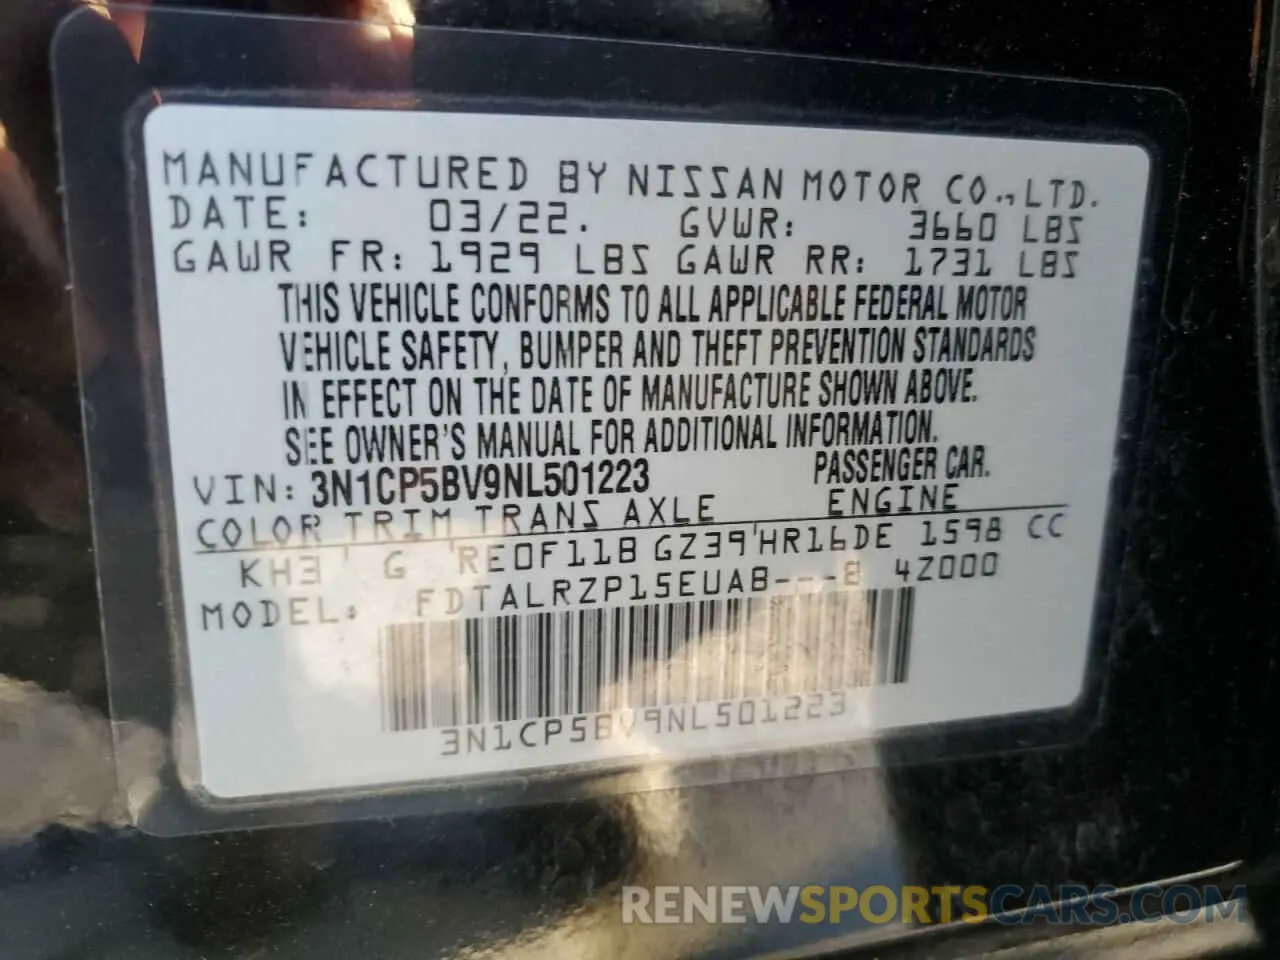 MANUFACTURED BY NISSAN MOTOR CO., LTD.
DATE: 03/22. GVWR: 3660 LBS
GAWR FR: 1929 LBS GAWR RR: 1731 LBS
THIS VEHICLE CONFORMS TO ALL APPLICABLE FEDERAL MOTOR
VEHICLE SAFETY, BUMPER AND THEFT PREVENTION STANDARDS
IN EFFECT ON THE DATE OF MANUFACTURE SHOWN ABOVE.
SEE OWNER'S MANUAL FOR ADDITIONAL INFORMATION.
VIN: 3N1CP5BV9NL501223 PASSENGER CAR.
COLOR TRIM TRANS AXLE ENGINE
KH3 G RE0F11B GZ39 HR16DE 1598 CC
MODEL: FDTALRZP15EUAB---8 4Z000
3N1CP5BV9NL501223
RENEWSPORTSCARS.COM